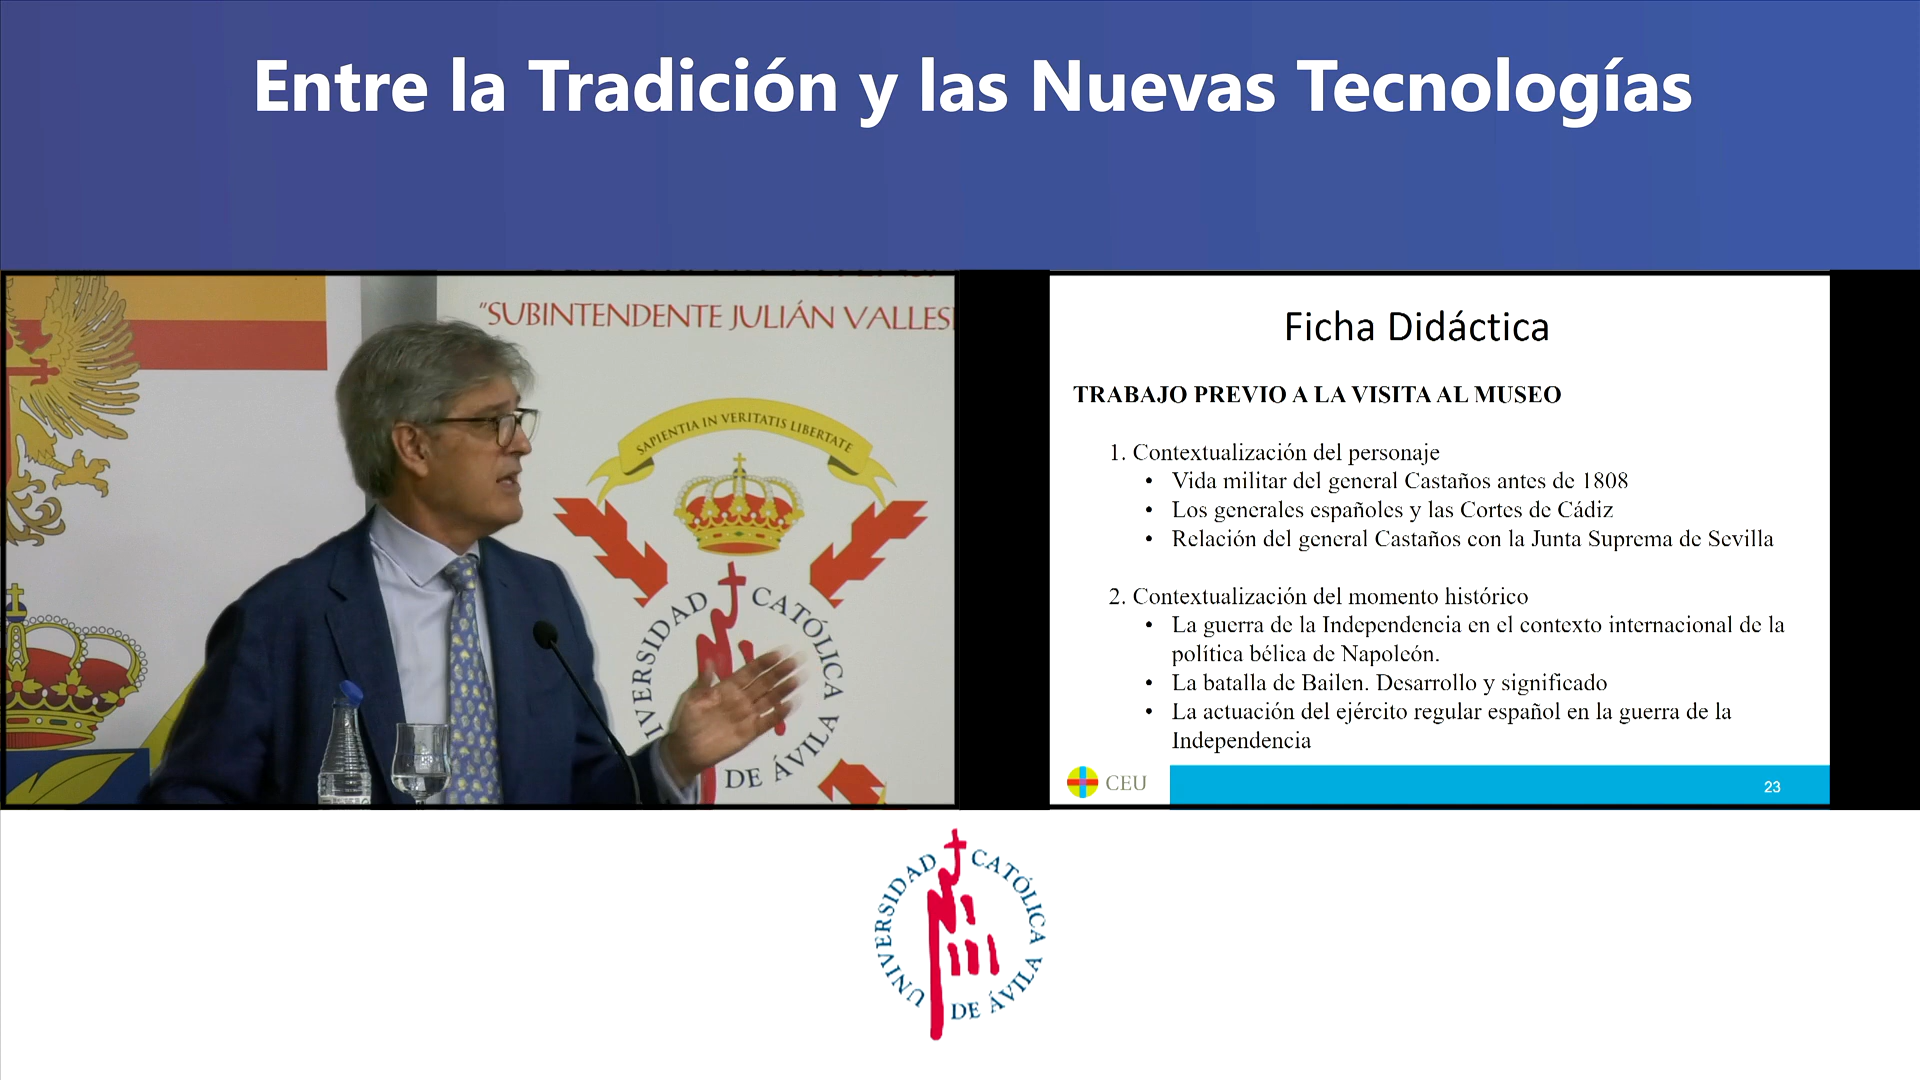 Entre la Tradición y las Nuevas Tecnologías
"SUBINTENDENTE JULIÁN VALLES
SAPIENTIA IN VERITATIS LIBERTATE
IVERSIDAD CATÓLICA
DE ÁVILA
Ficha Didáctica
TRABAJO PREVIO A LA VISITA AL MUSEO
1. Contextualización del personaje
• Vida militar del general Castaños antes de 1808
• Los generales españoles y las Cortes de Cádiz
• Relación del general Castaños con la Junta Suprema de Sevilla
2. Contextualización del momento histórico
• La guerra de la Independencia en el contexto internacional de la
política bélica de Napoleón.
• La batalla de Bailen. Desarrollo y significado
• La actuación del ejército regular español en la guerra de la
Independencia
CEU
23
UNIVERSIDAD CATÓLICA
DE ÁVILA